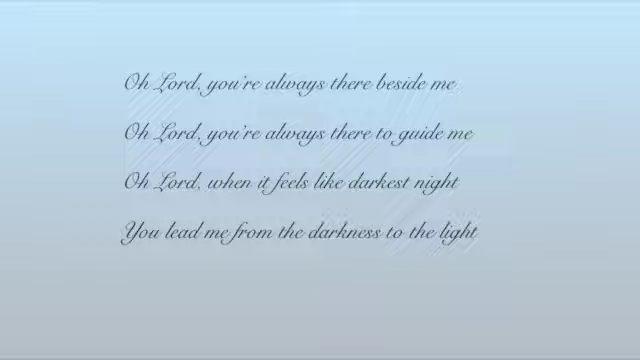 Oh Lord, you're always there beside me
Oh Lord, you're always there to guide me
Oh Lord, when it feels like darkest night
You lead me from the darkness to the light